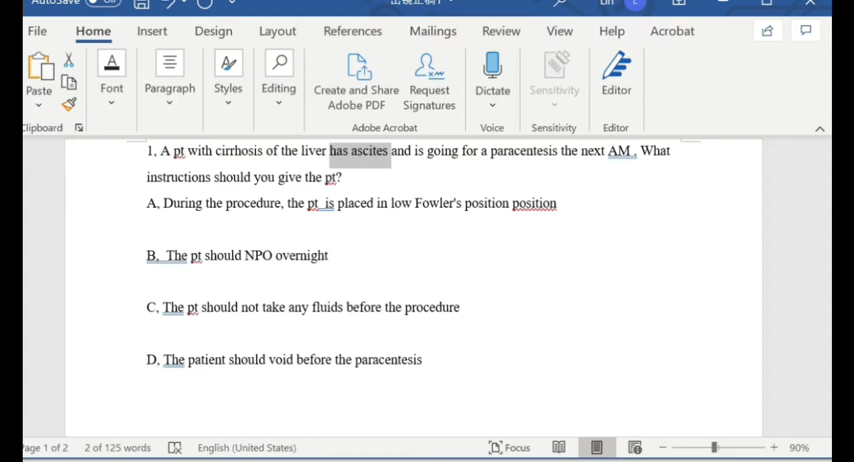 AutoSave Off
Lin L
File Home Insert Design Layout References Mailings Review View Help Acrobat
Paste Font Paragraph Styles Editing Create and Share Adobe PDF Request Signatures Dictate Sensitivity Editor
Clipboard Adobe Acrobat Voice Sensitivity Editor
1, A pt with cirrhosis of the liver has ascites and is going for a paracentesis the next AM . What
instructions should you give the pt?
A, During the procedure, the pt is placed in low Fowler's position position
B, The pt should NPO overnight
C, The pt should not take any fluids before the procedure
D, The patient should void before the paracentesis
Page 1 of 2 2 of 125 words English (United States) Focus 90%